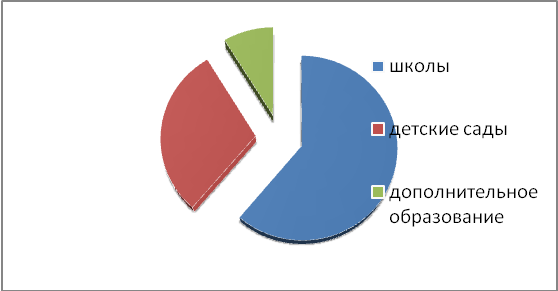 школы
детские сады
дополнительное
образование